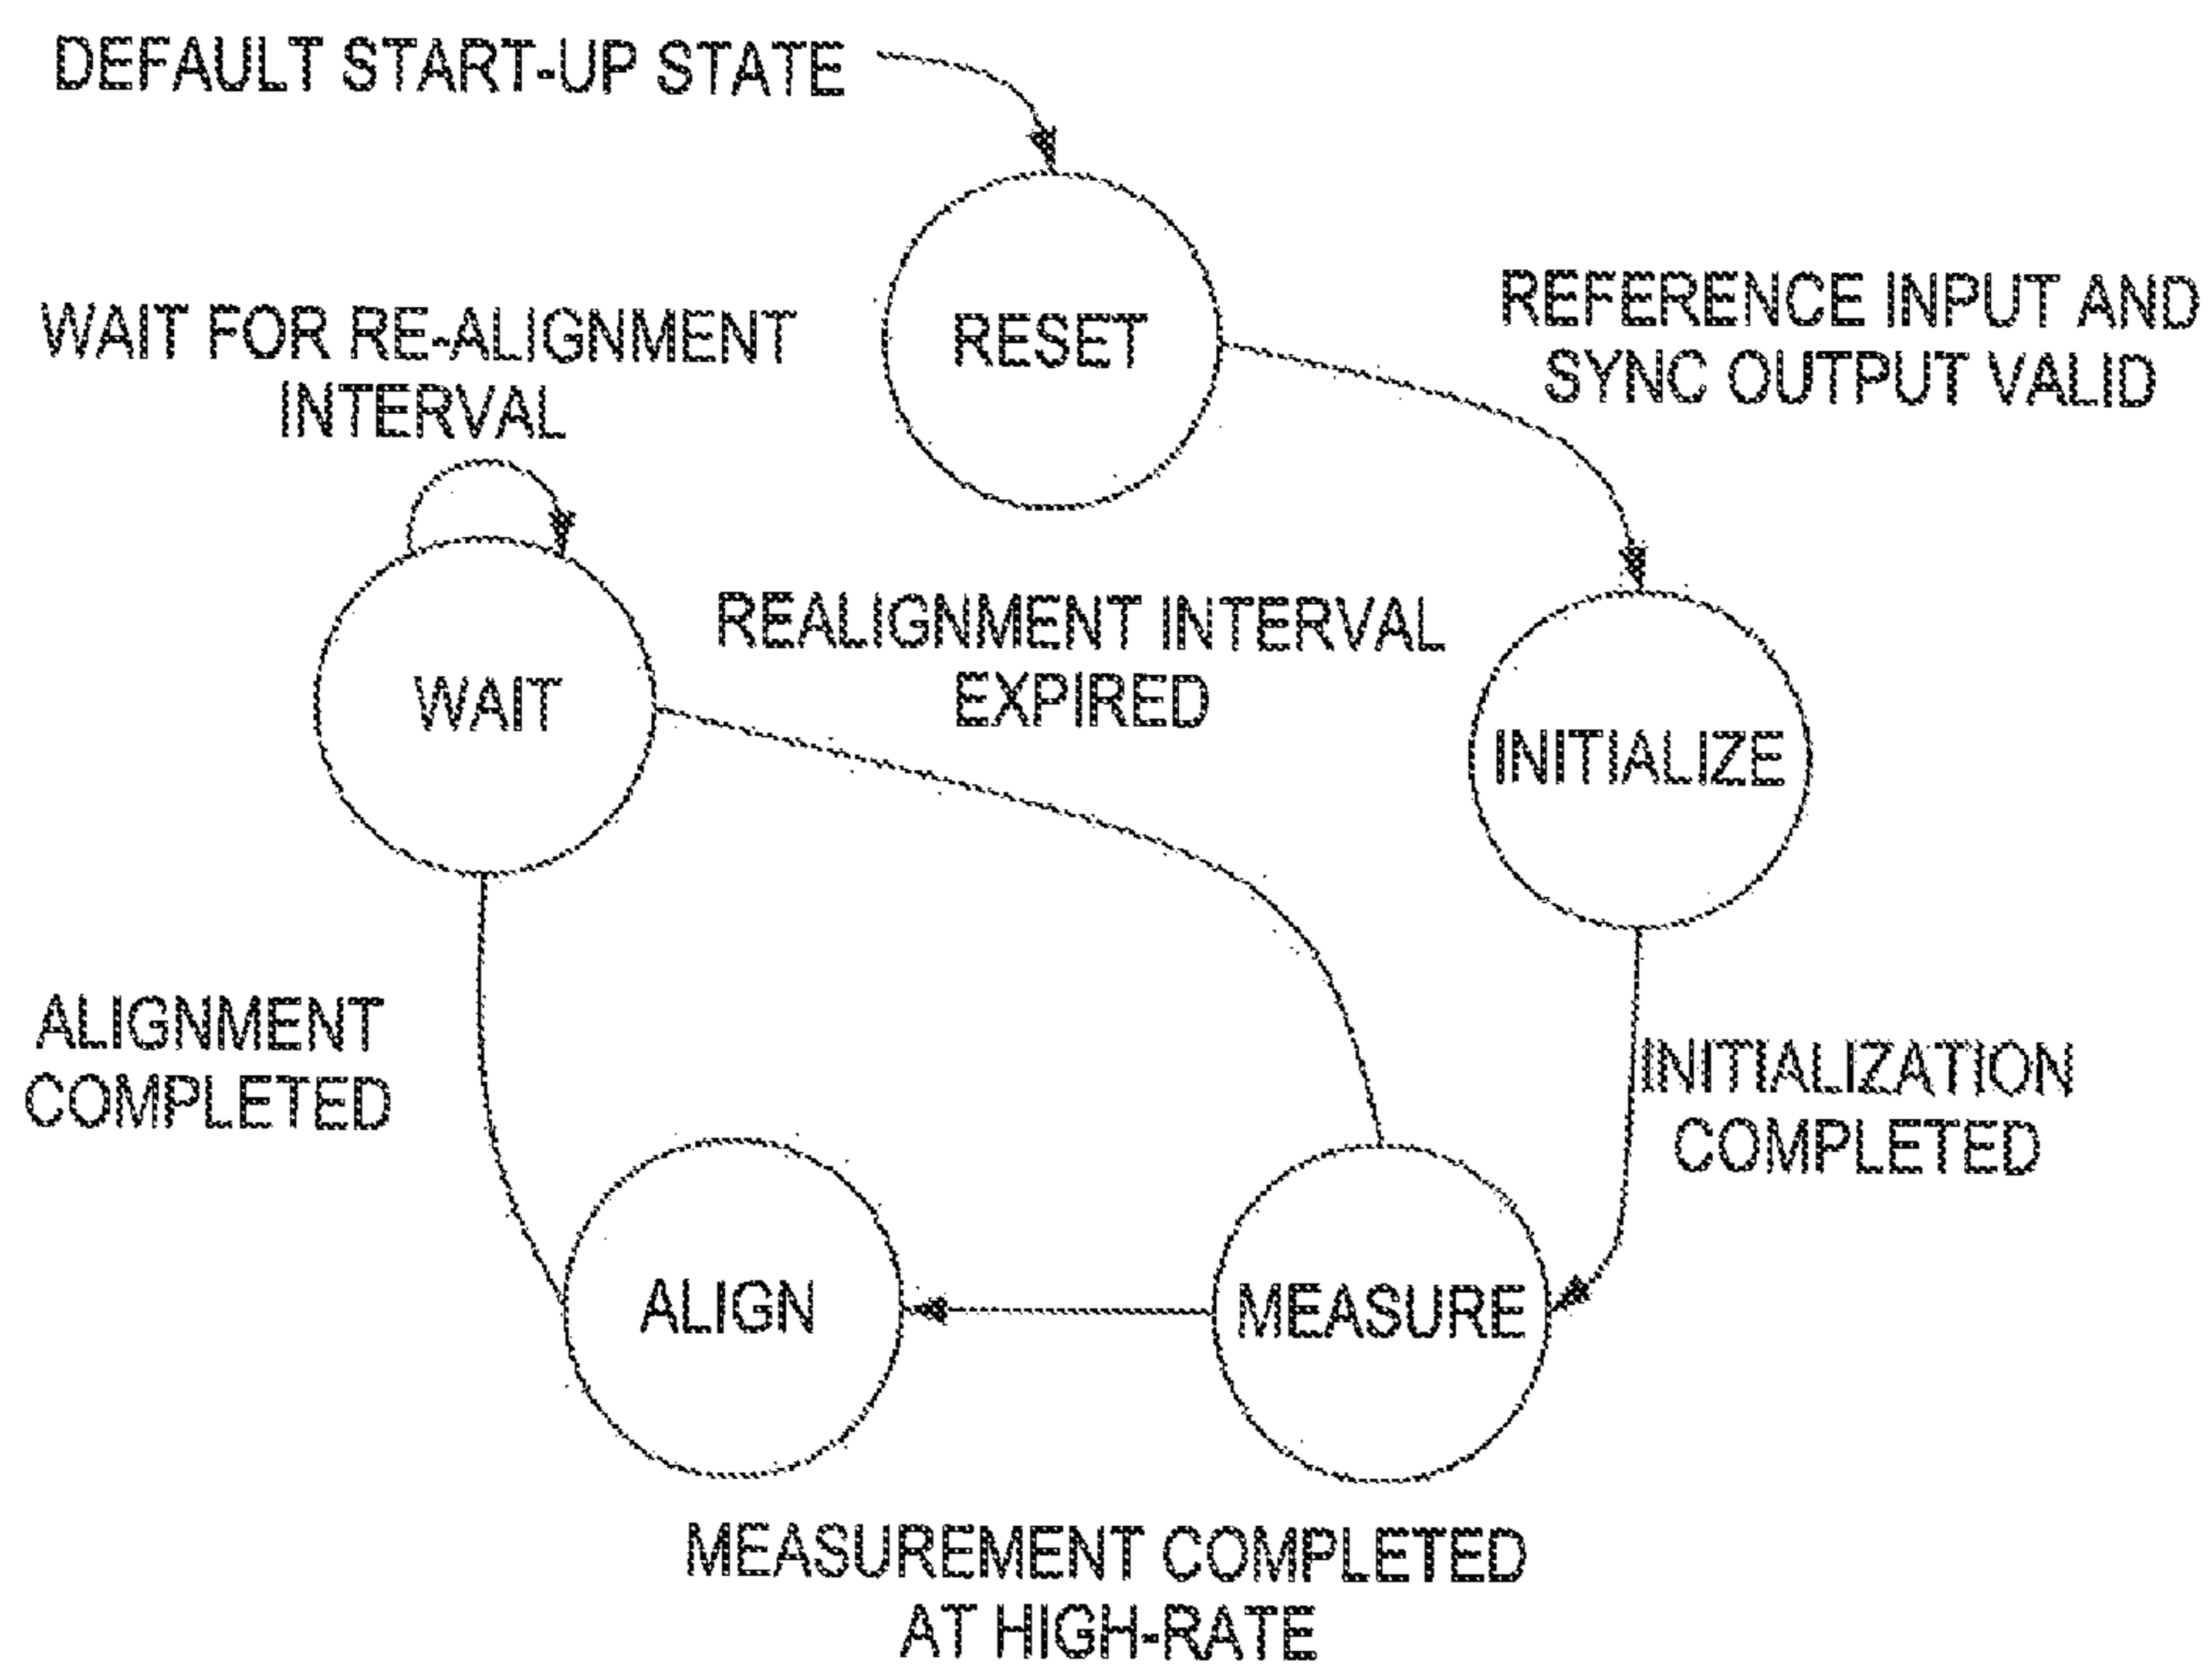 DEFAULT START-UP STATE
RESET
REFERENCE INPUT AND
SYNC OUTPUT VALID
WAIT FOR RE-ALIGNMENT
INTERVAL
WAIT
REALIGNMENT INTERVAL
EXPIRED
INITIALIZE
ALIGNMENT
COMPLETED
INITIALIZATION
COMPLETED
ALIGN
MEASURE
MEASUREMENT COMPLETED
AT HIGH-RATE